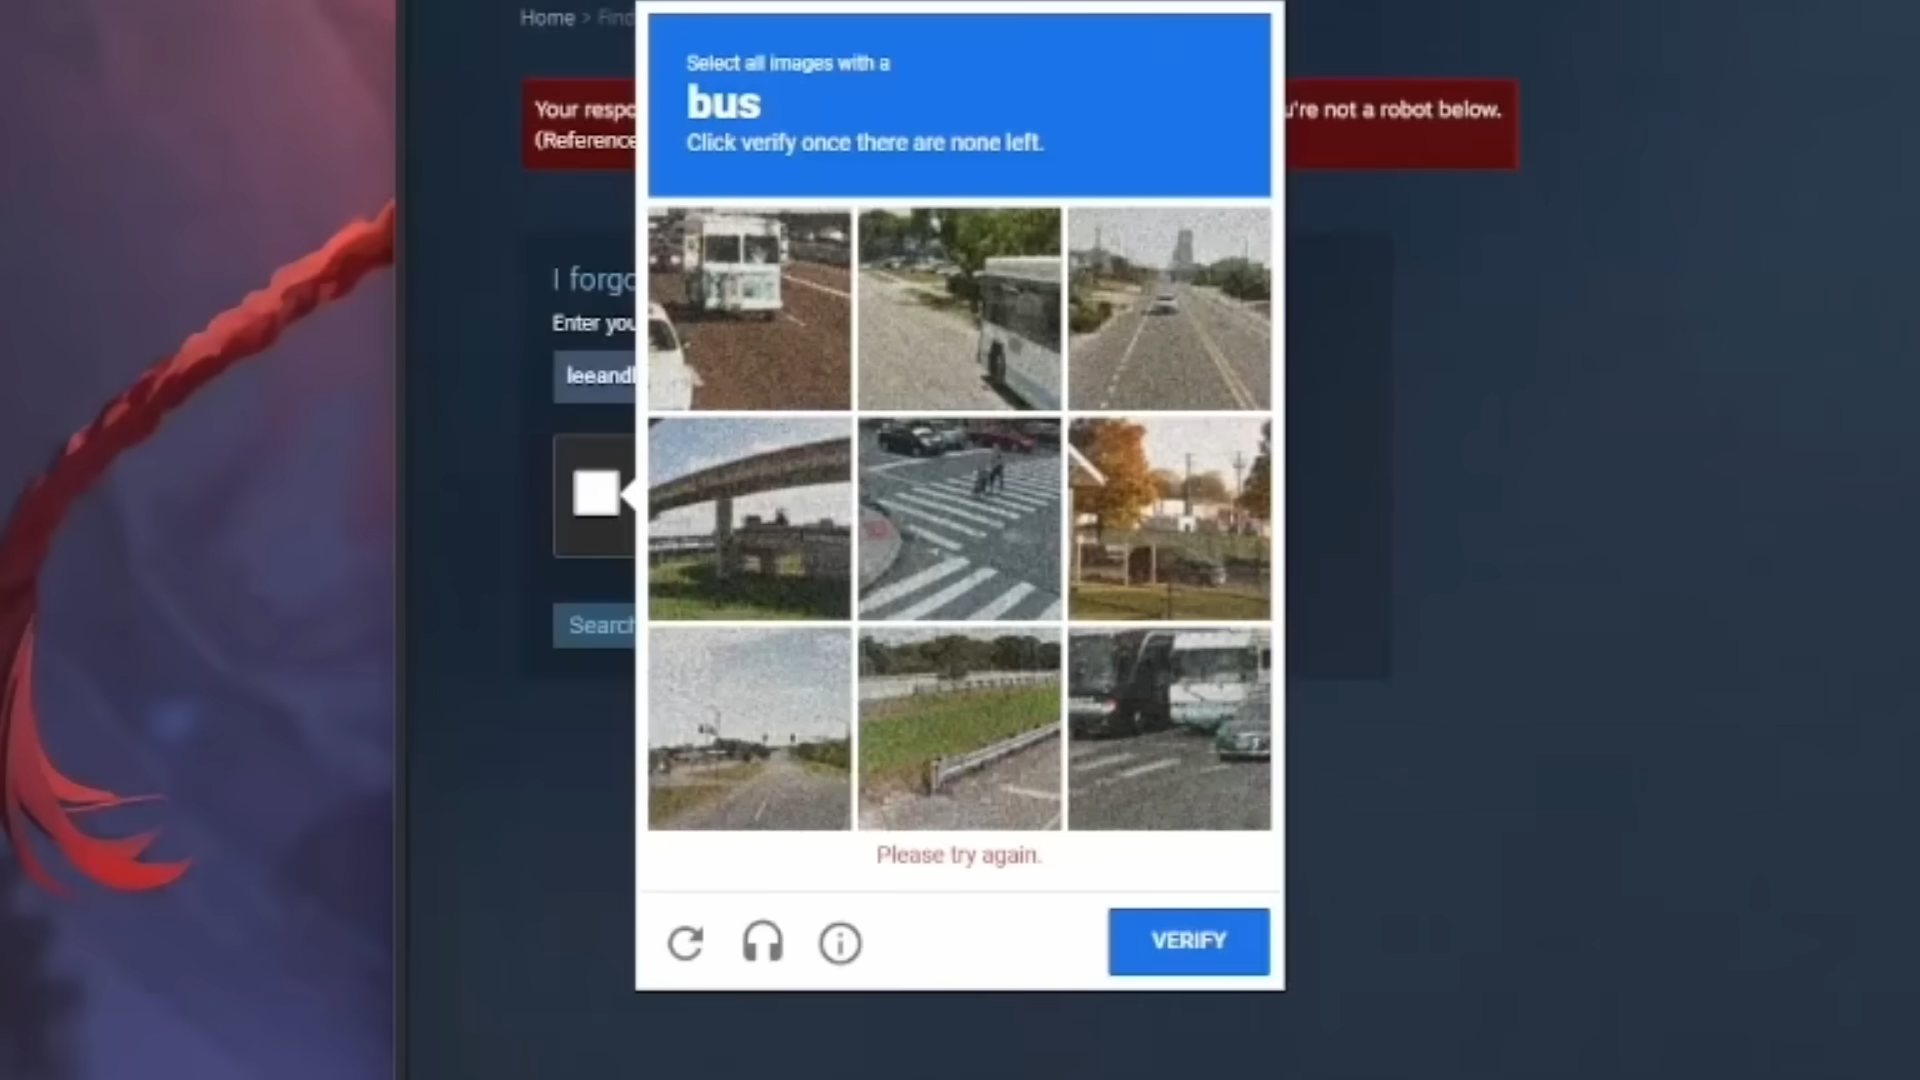 Home > Find
Select all images with a
bus
Click verify once there are none left.
Your respo
u're not a robot below.
(Reference
I forgo
Enter you
leeandl
Search
Please try again.
VERIFY